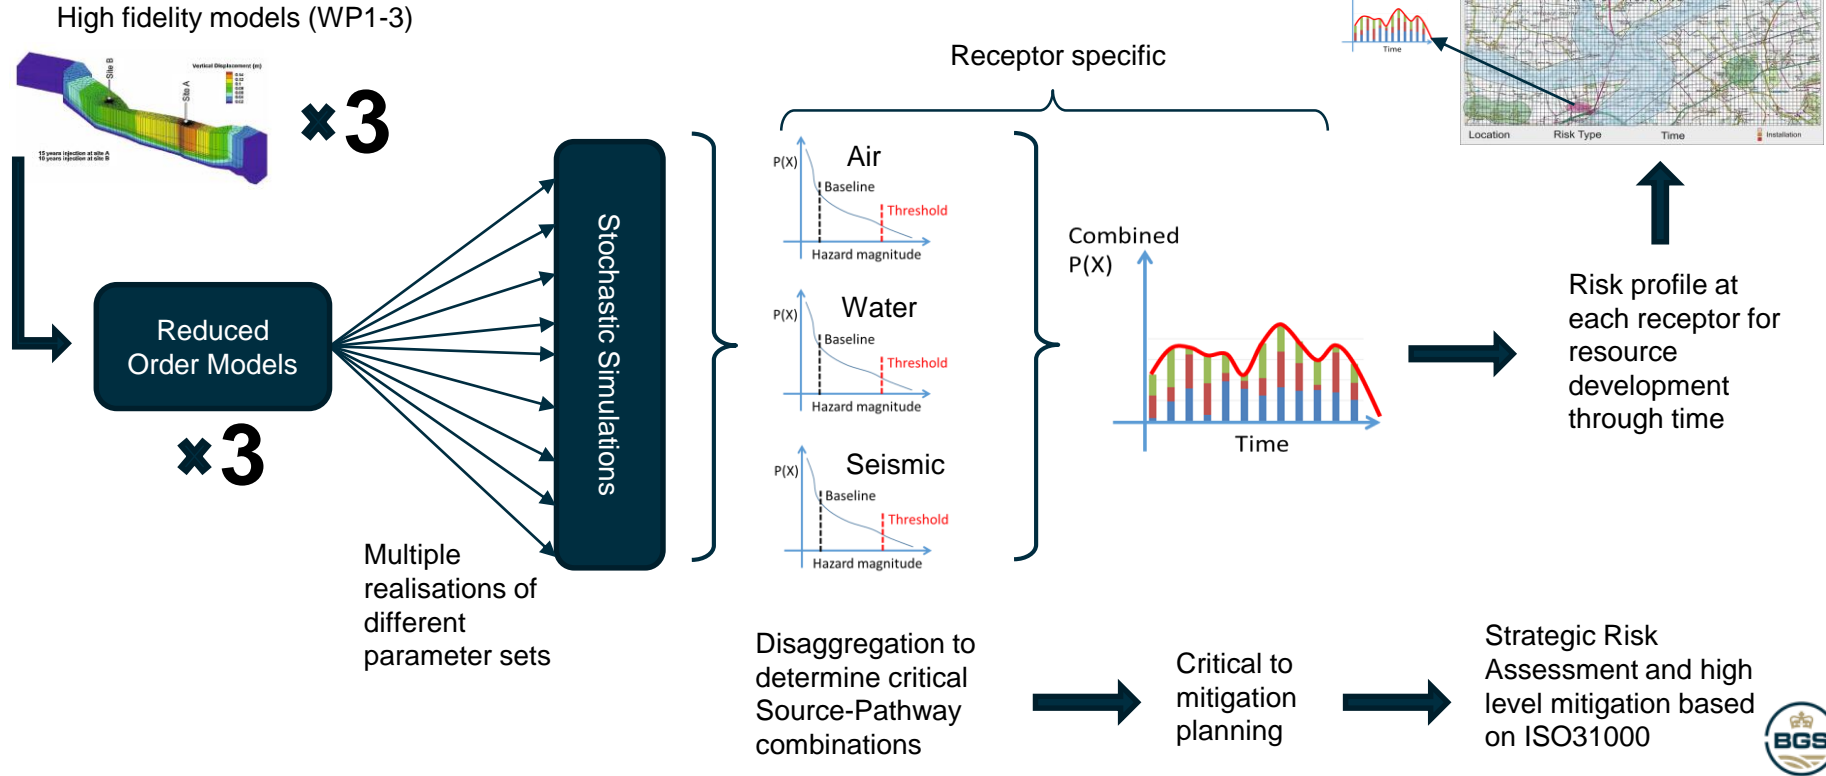 High fidelity models (WP1-3)
Vertical Displacement (m)
Site B
Site A
15 years injection at site A
10 years injection at site B
×3
Reduced
Order Models
×3
Multiple
realisations of
different
parameter sets
Stochastic Simulations
Receptor specific
P(X)
Air
Baseline
Threshold
Hazard magnitude
P(X)
Water
Baseline
Threshold
Hazard magnitude
P(X)
Seismic
Baseline
Threshold
Hazard magnitude
Combined
P(X)
Time
Time
Location
Risk Type
Time
Installation
Risk profile at
each receptor for
resource
development
through time
Disaggregation to
determine critical
Source-Pathway
combinations
Critical to
mitigation
planning
Strategic Risk
Assessment and high
level mitigation based
on ISO31000
BGS